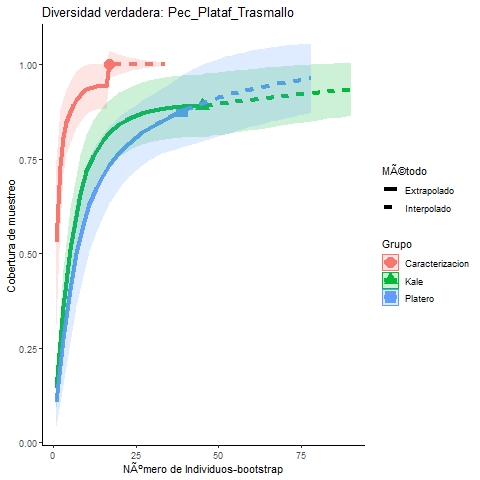 Diversidad verdadera: Pec_Plataf_Trasmallo
1.00
0.75
0.50
0.25
0.00
Cobertura de muestreo
0
25
50
75
NÃºmero de Individuos-bootstrap
MÃ©todo
Extrapolado
Interpolado
Grupo
Caracterizacion
Kale
Platero